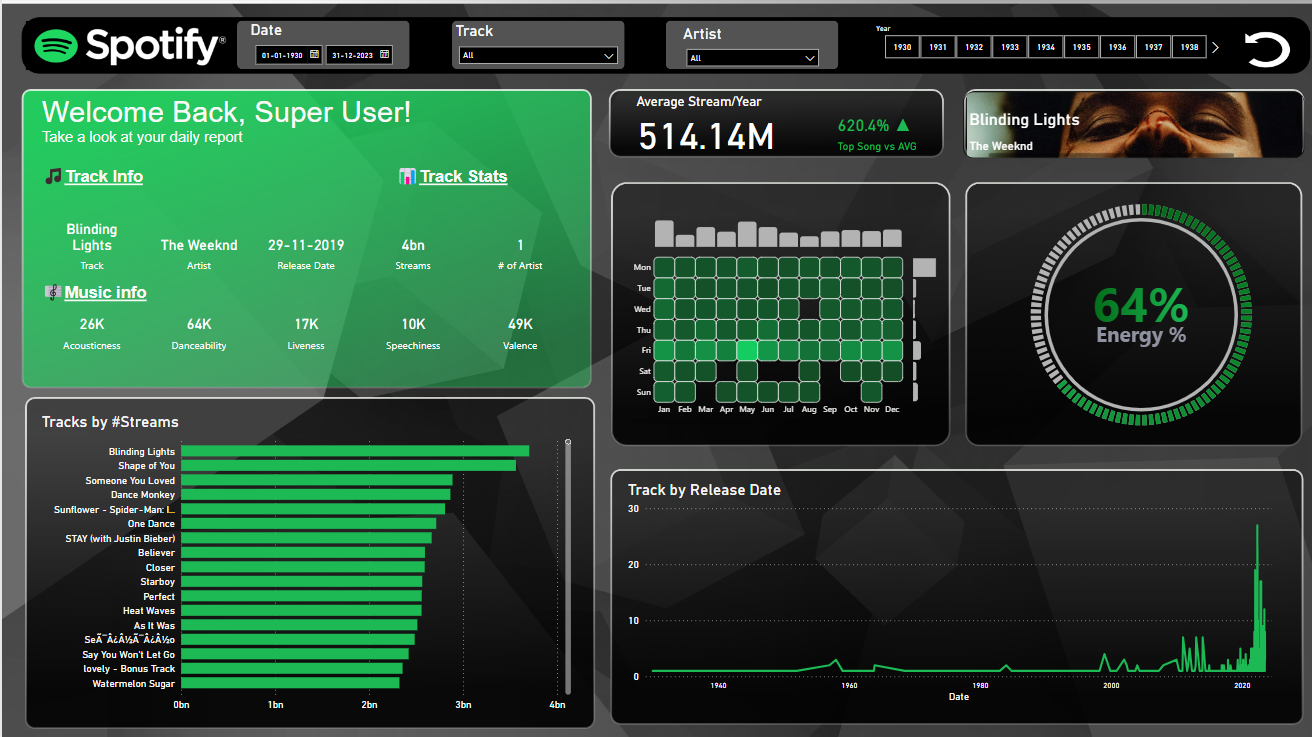 Spotify®
Date
01-01-1930
31-12-2023
Track
All
Artist
All
Year
1930 1931 1932 1933 1934 1935 1936 1937 1938
Welcome Back, Super User!
Take a look at your daily report
Track Info
Track Stats
Blinding
Lights
Track
The Weeknd
Artist
29-11-2019
Release Date
4bn
Streams
1
# of Artist
Music info
26K
Acousticness
64K
Danceability
17K
Liveness
10K
Speechiness
49K
Valence
Average Stream/Year
514.14M
620.4% ▲
Top Song vs AVG
Blinding Lights
The Weeknd
Mon
Tue
Wed
Thu
Fri
Sat
Sun
Jan Feb Mar Apr May Jun Jul Aug Sep Oct Nov Dec
64%
Energy %
Tracks by #Streams
Blinding Lights
Shape of You
Someone You Loved
Dance Monkey
Sunflower - Spider-Man: I...
One Dance
STAY (with Justin Bieber)
Believer
Closer
Starboy
Perfect
Heat Waves
As It Was
SeÃ¯Â¿Â½Ã¯Â¿Â½o
Say You Won't Let Go
lovely - Bonus Track
Watermelon Sugar
0bn 1bn 2bn 3bn 4bn
Track by Release Date
30
20
10
0
1940 1960 1980 2000 2020
Date